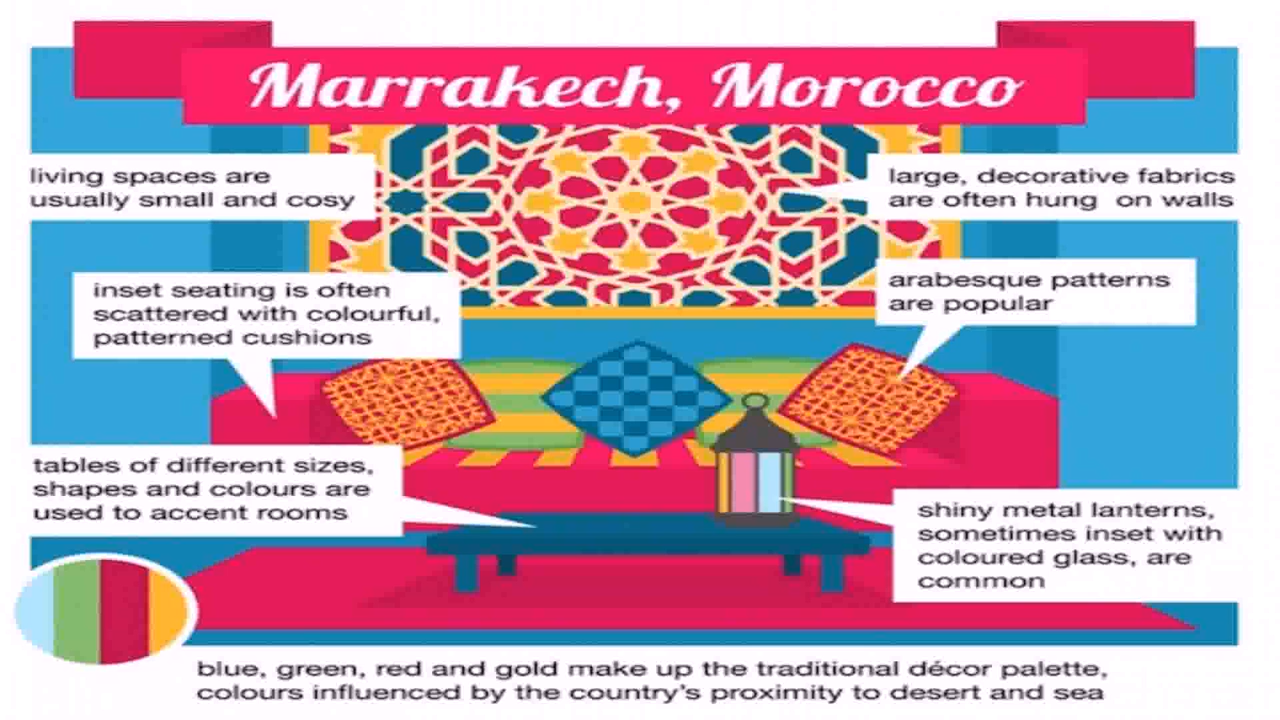 Marrakech, Morocco
living spaces are
usually small and cosy
large, decorative fabrics
are often hung on walls
inset seating is often
scattered with colourful,
patterned cushions
arabesque patterns
are popular
tables of different sizes,
shapes and colours are
used to accent rooms
shiny metal lanterns,
sometimes inset with
coloured glass, are
common
blue, green, red and gold make up the traditional décor palette,
colours influenced by the country's proximity to desert and sea